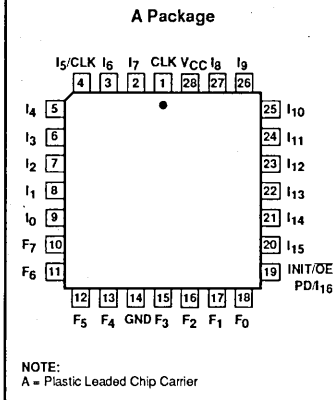 A Package
I5/CLK I6 I7 CLK VCC I8 I9
4 3 2 1 28 27 26
I4 5 25 I10
I3 6 24 I11
I2 7 23 I12
I1 8 22 I13
I0 9 21 I14
F7 10 20 I15
F6 11 19 INIT/OE
PD/I16
12 13 14 15 16 17 18
F5 F4 GND F3 F2 F1 F0
NOTE:
A = Plastic Leaded Chip Carrier